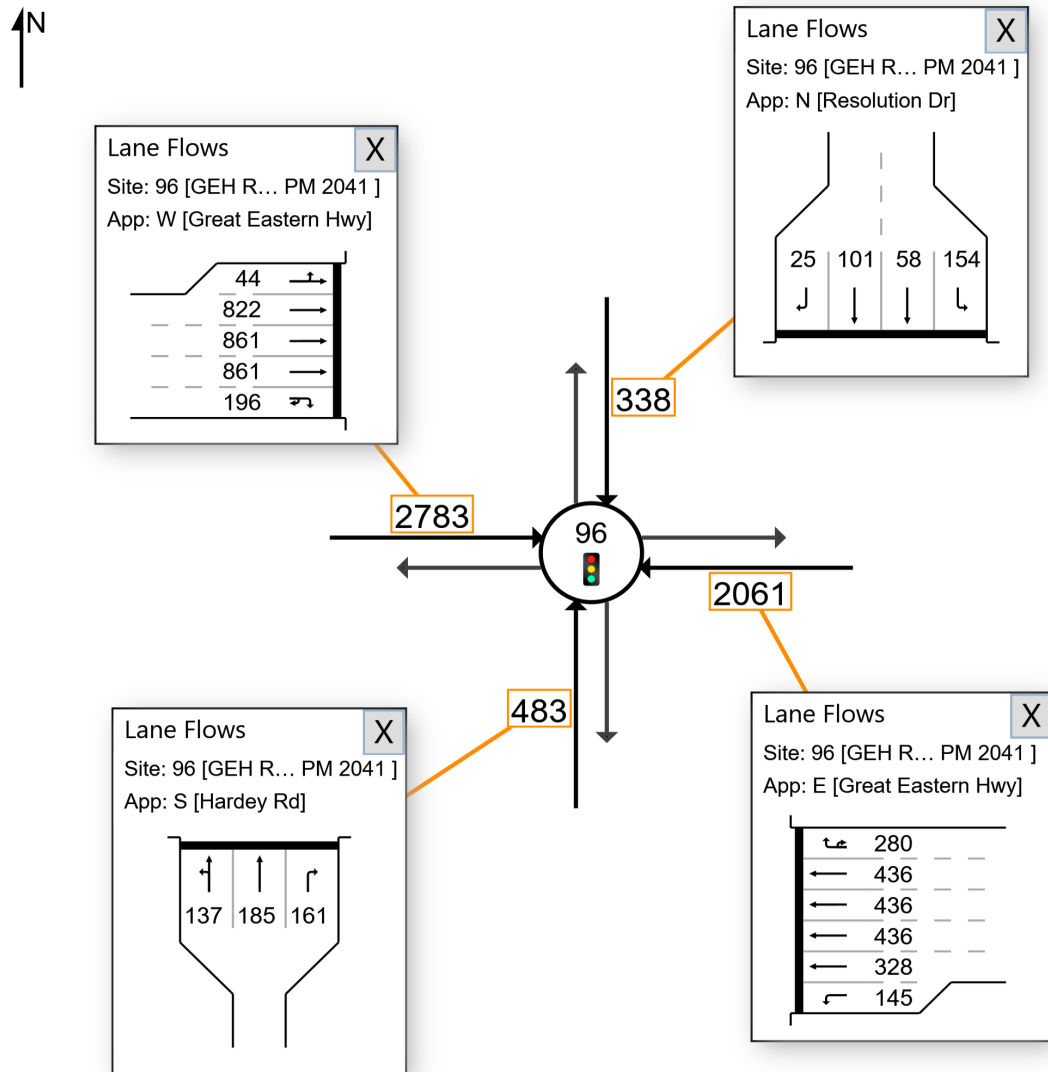 N
Lane Flows
X
Site: 96 [GEH R... PM 2041 ]
App: N [Resolution Dr]
25 101 58 154
Lane Flows
X
Site: 96 [GEH R... PM 2041 ]
App: W [Great Eastern Hwy]
44
822
861
861
196
338
2783
96
2061
483
Lane Flows
X
Site: 96 [GEH R... PM 2041 ]
App: S [Hardey Rd]
137 185 161
Lane Flows
X
Site: 96 [GEH R... PM 2041 ]
App: E [Great Eastern Hwy]
280
436
436
436
328
145